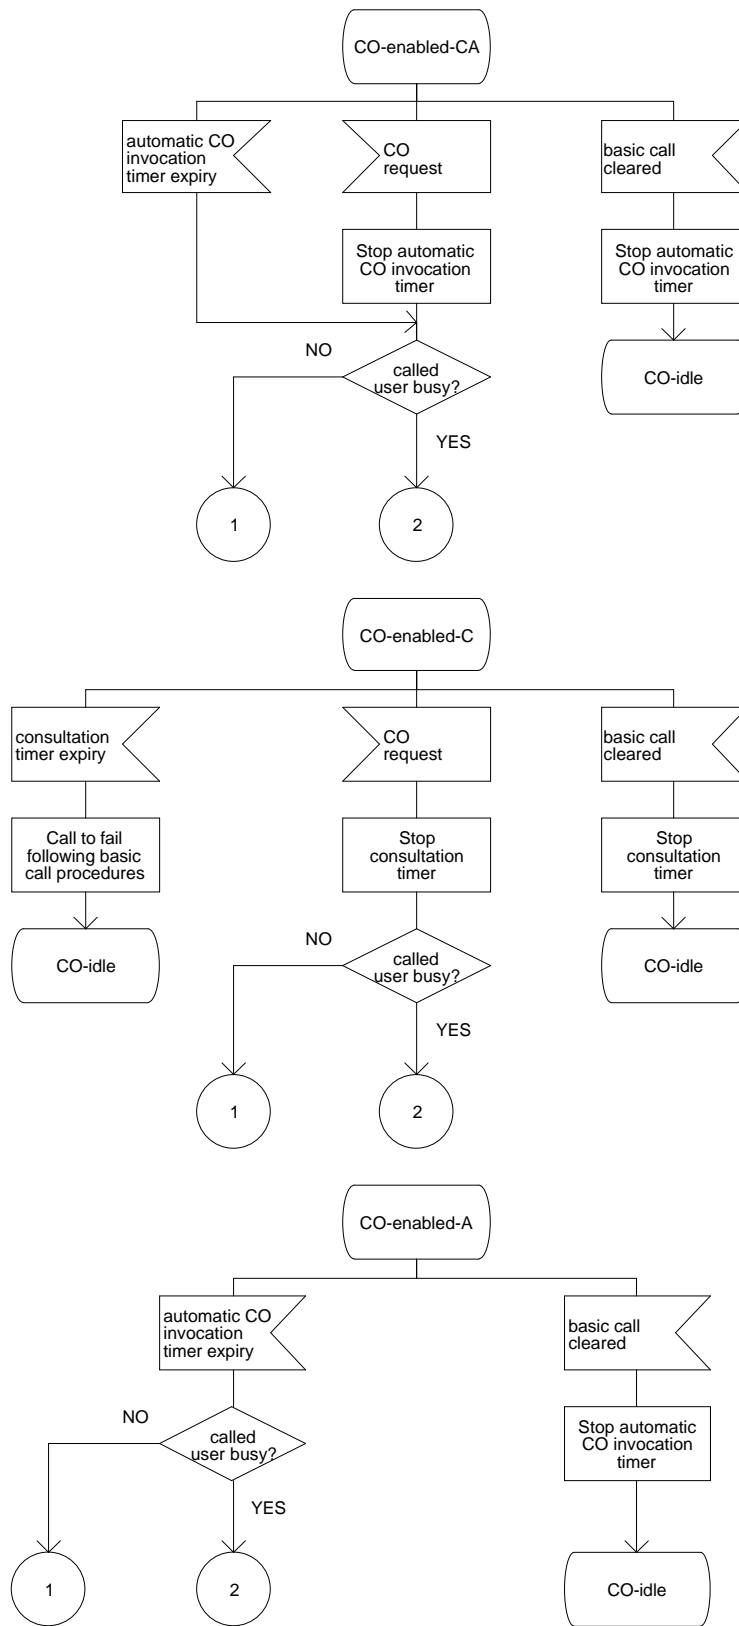 CO-enabled-CA
automatic CO
invocation
timer expiry
CO
request
basic call
cleared
Stop automatic
CO invocation
timer
Stop automatic
CO invocation
timer
NO
called
user busy?
CO-idle
YES
1
2
CO-enabled-C
consultation
timer expiry
CO
request
basic call
cleared
Call to fail
following basic
call procedures
Stop
consultation
timer
Stop
consultation
timer
CO-idle
NO
called
user busy?
CO-idle
YES
1
2
CO-enabled-A
automatic CO
invocation
timer expiry
basic call
cleared
NO
called
user busy?
Stop automatic
CO invocation
timer
YES
1
2
CO-idle